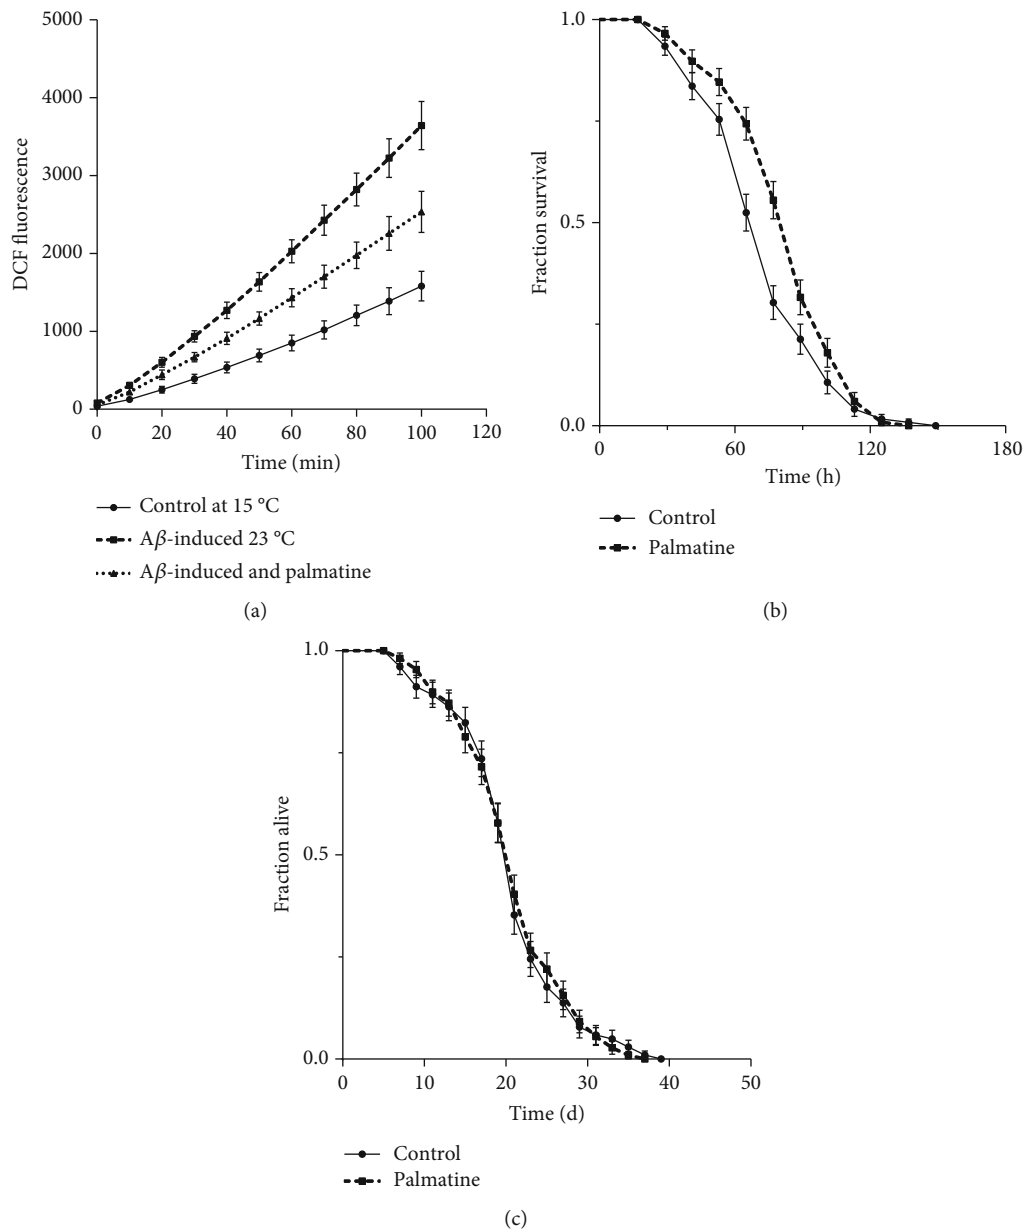 5000
4000
3000
2000
1000
0
DCF fluorescence
0 20 40 60 80 100 120
Time (min)
Control at 15 °C
Aβ-induced 23 °C
Aβ-induced and palmatine
(a)
1.0
0.5
0.0
Fraction survival
0 60 120 180
Time (h)
Control
Palmatine
(b)
1.0
0.5
0.0
Fraction alive
0 10 20 30 40 50
Time (d)
Control
Palmatine
(c)